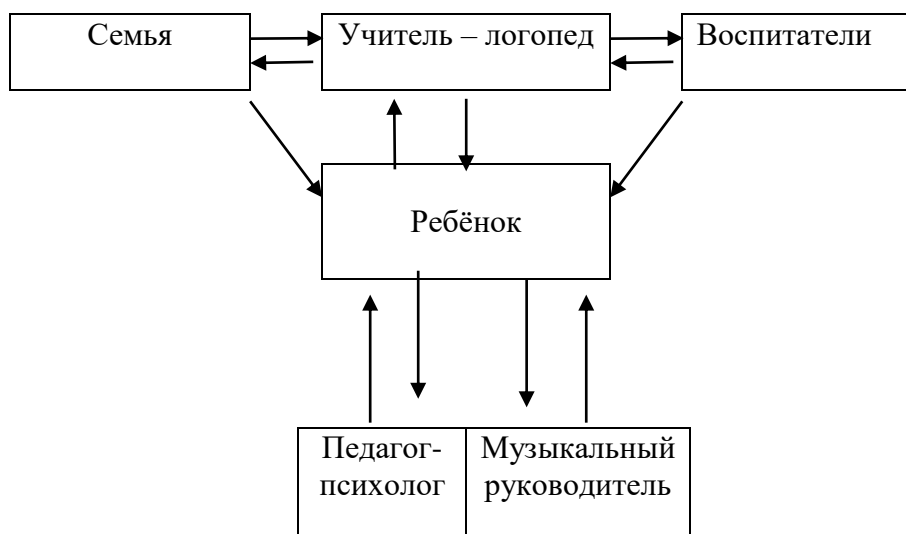 Семья
Учитель – логопед
Воспитатели
Ребёнок
Педагог-
психолог
Музыкальный
руководитель